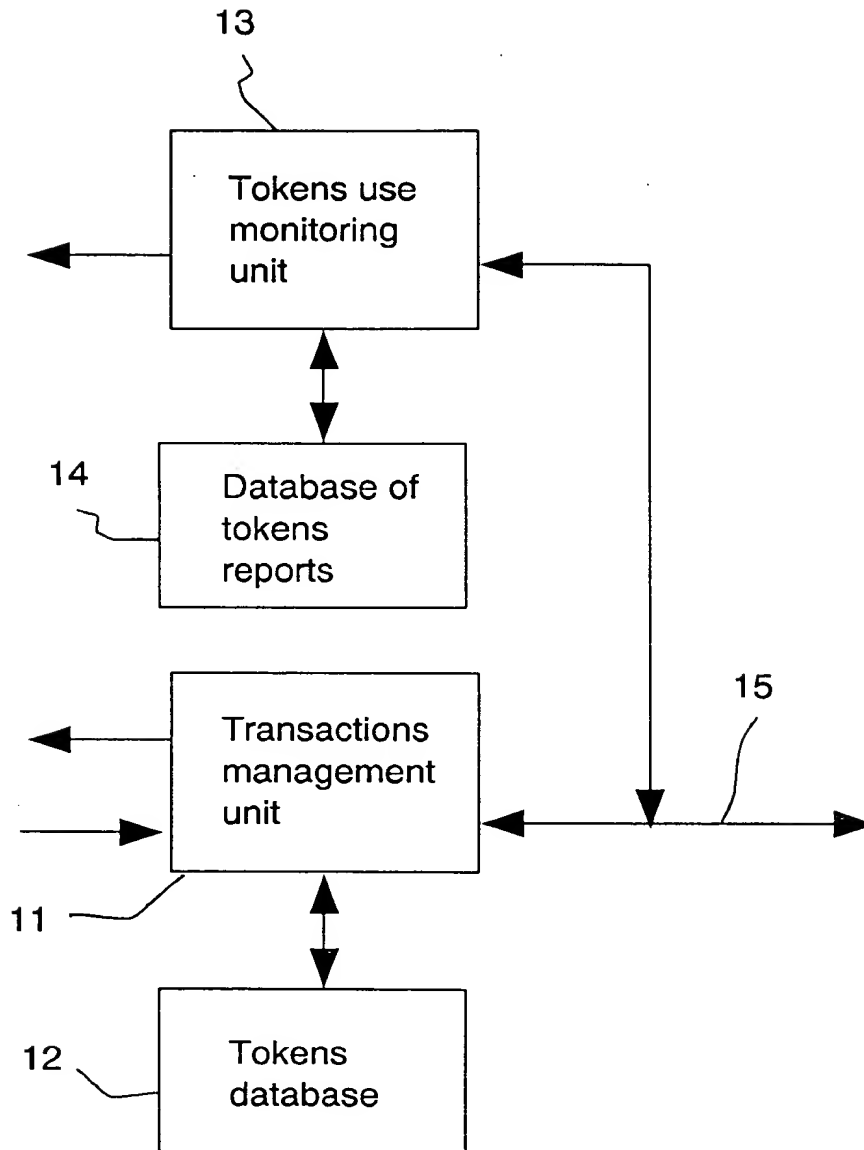 13
Tokens use
monitoring
unit
14
Database of
tokens
reports
15
Transactions
management
unit
11
12
Tokens
database